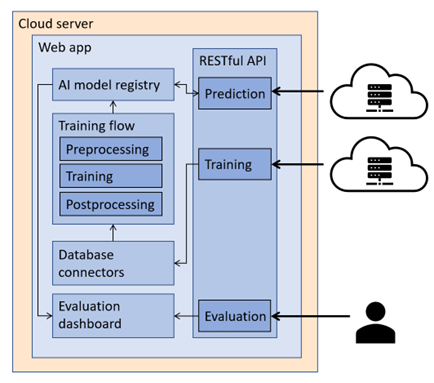 Cloud server
Web app
RESTful API
AI model registry
Prediction
Training flow
Preprocessing
Training
Postprocessing
Training
Database
connectors
Evaluation
dashboard
Evaluation